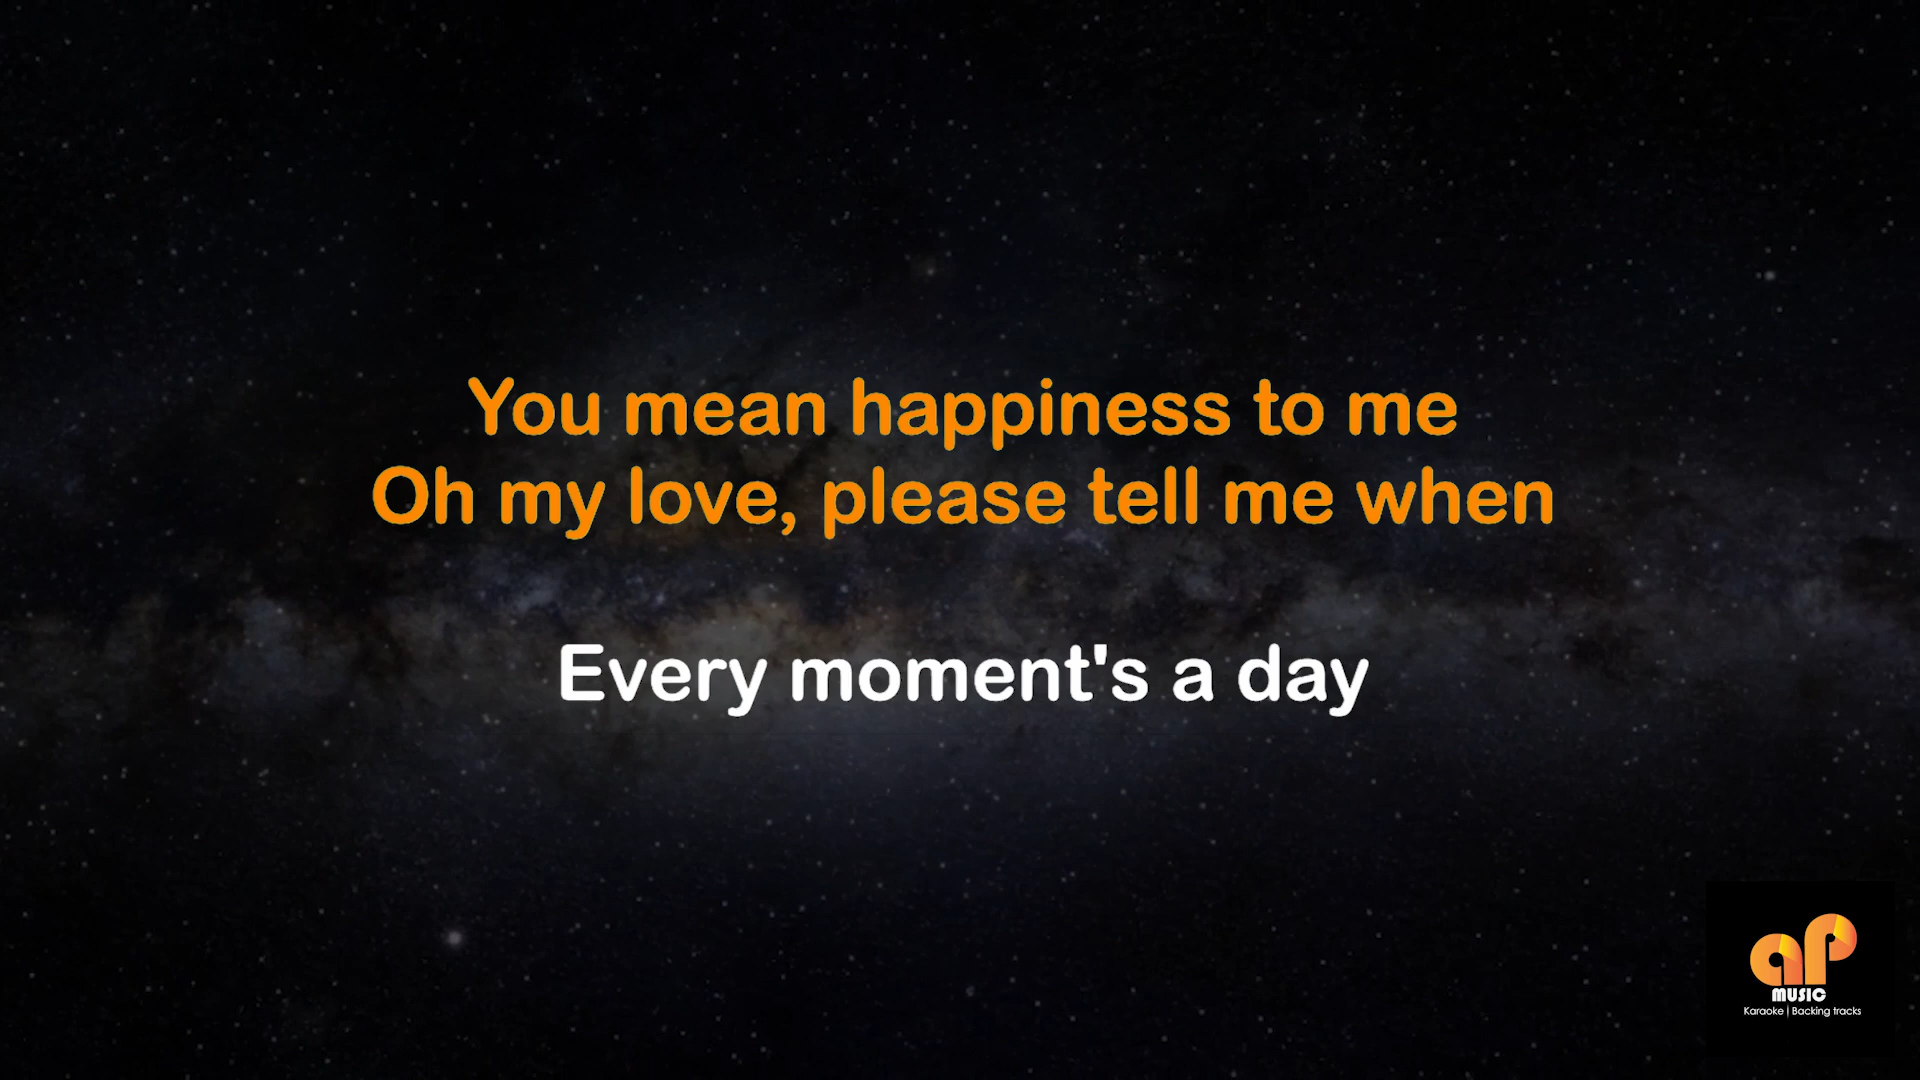 You mean happiness to me
Oh my love, please tell me when
Every moment's a day
aP
MUSIC
Karaoke | Backing tracks